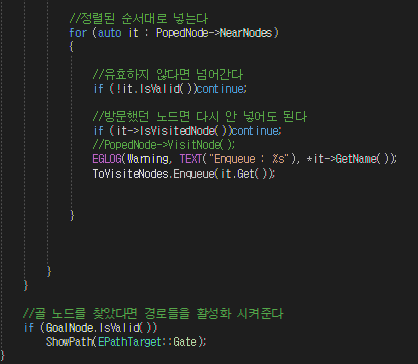 //정렬된 순서대로 넣는다
for (auto it : PopedNode->NearNodes)
{
//유효하지 않다면 넘어간다
if (!it.IsValid())continue;
//방문했던 노드면 다시 안 넣어도 된다
if (it->IsVisitedNode())continue;
//PopedNode->VisitNode();
EGLOG(Warning, TEXT("Enqueue : %s"), *it->GetName());
ToVisiteNodes.Enqueue(it.Get());
}
}
}
//골 노드를 찾았다면 경로들을 활성화 시켜준다
if (GoalNode.IsValid())
ShowPath(EPathTarget::Gate);
}